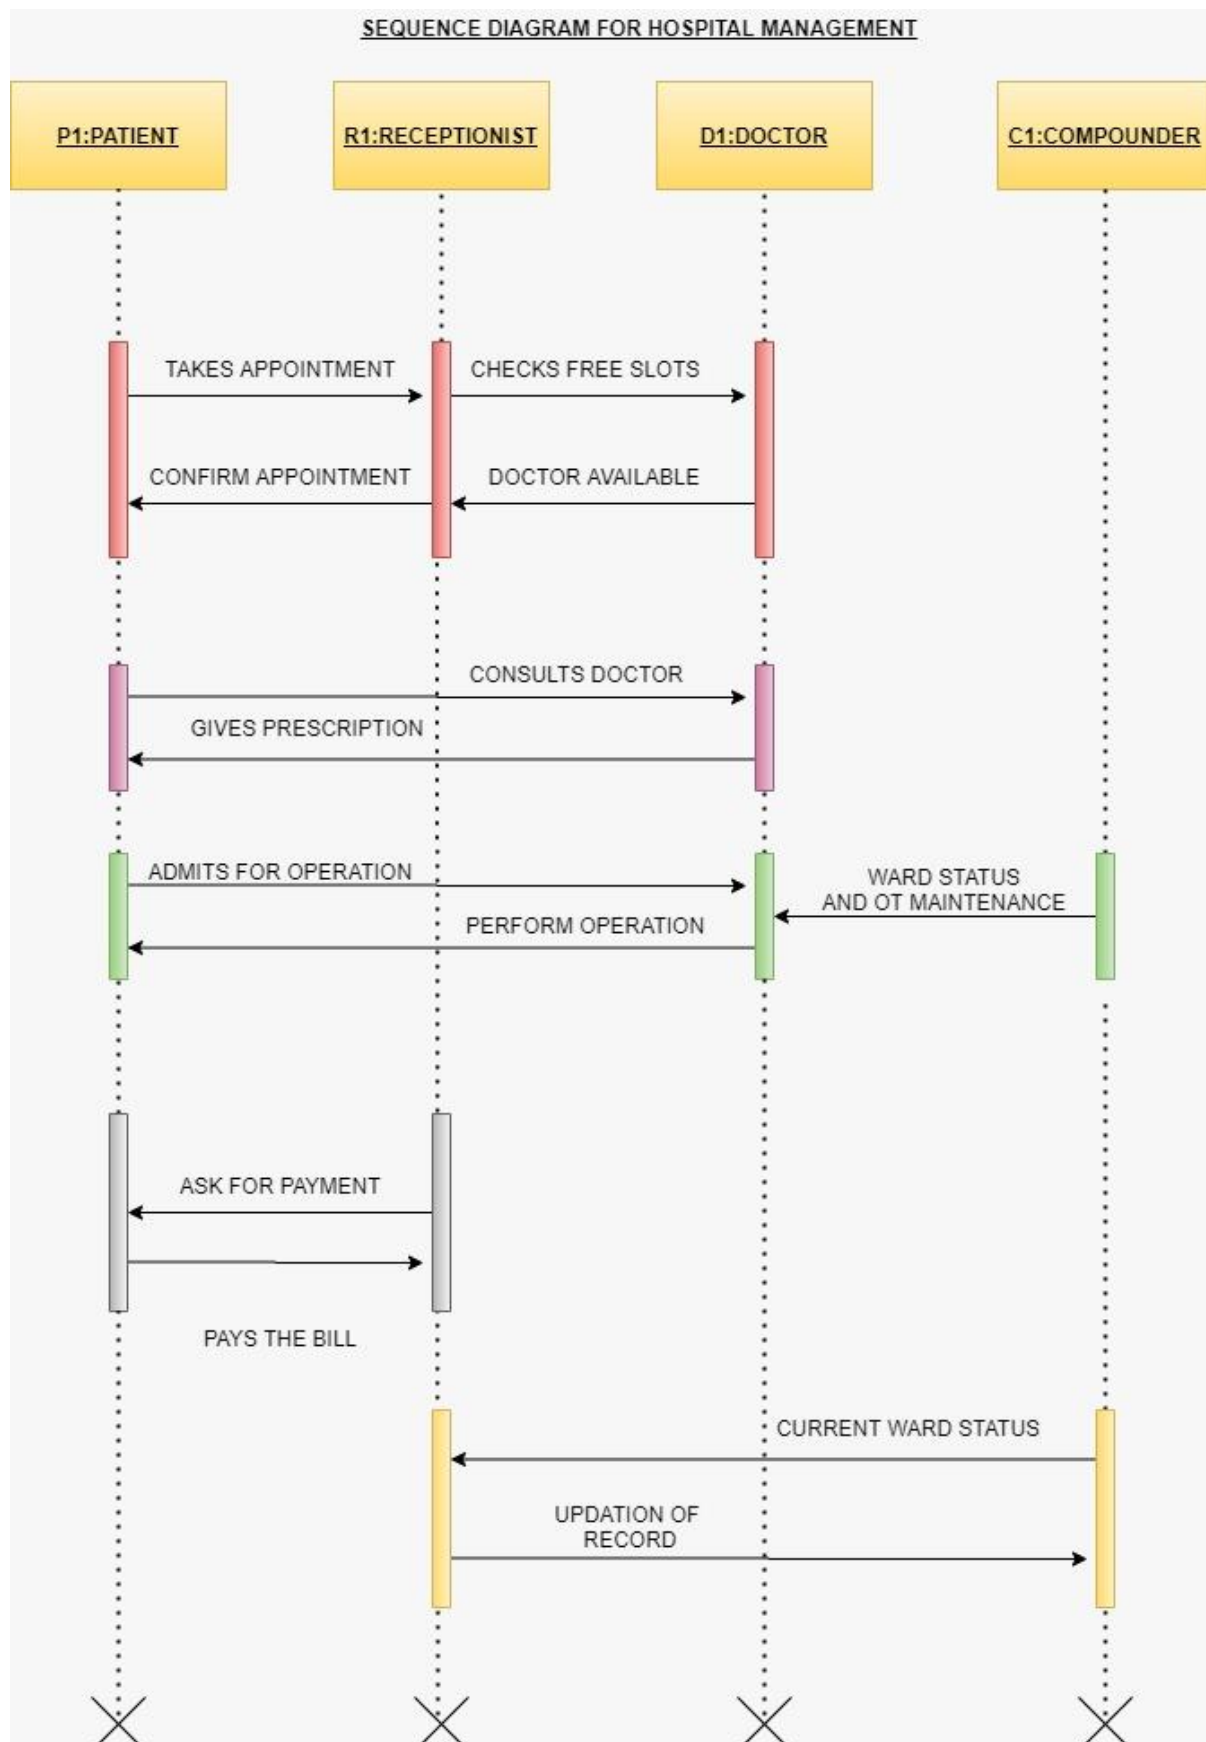 SEQUENCE DIAGRAM FOR HOSPITAL MANAGEMENT
P1:PATIENT
R1:RECEPTIONIST
D1:DOCTOR
C1:COMPOUNDER
TAKES APPOINTMENT
CHECKS FREE SLOTS
CONFIRM APPOINTMENT
DOCTOR AVAILABLE
CONSULTS DOCTOR
GIVES PRESCRIPTION
ADMITS FOR OPERATION
WARD STATUS
AND OT MAINTENANCE
PERFORM OPERATION
ASK FOR PAYMENT
PAYS THE BILL
CURRENT WARD STATUS
UPDATION OF
RECORD